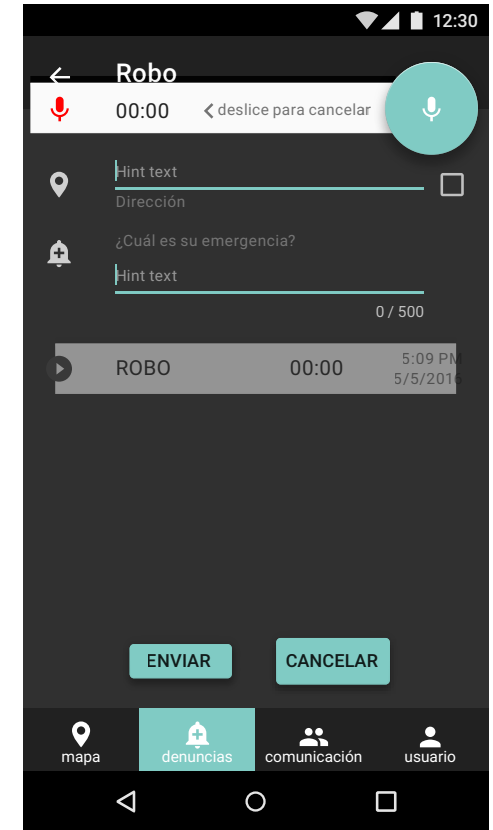 12:30
Robo
00:00 deslice para cancelar
Hint text
Dirección
¿Cuál es su emergencia?
Hint text
0 / 500
ROBO 00:00 5:09 PM
5/5/2016
ENVIAR CANCELAR
mapa denuncias comunicación usuario